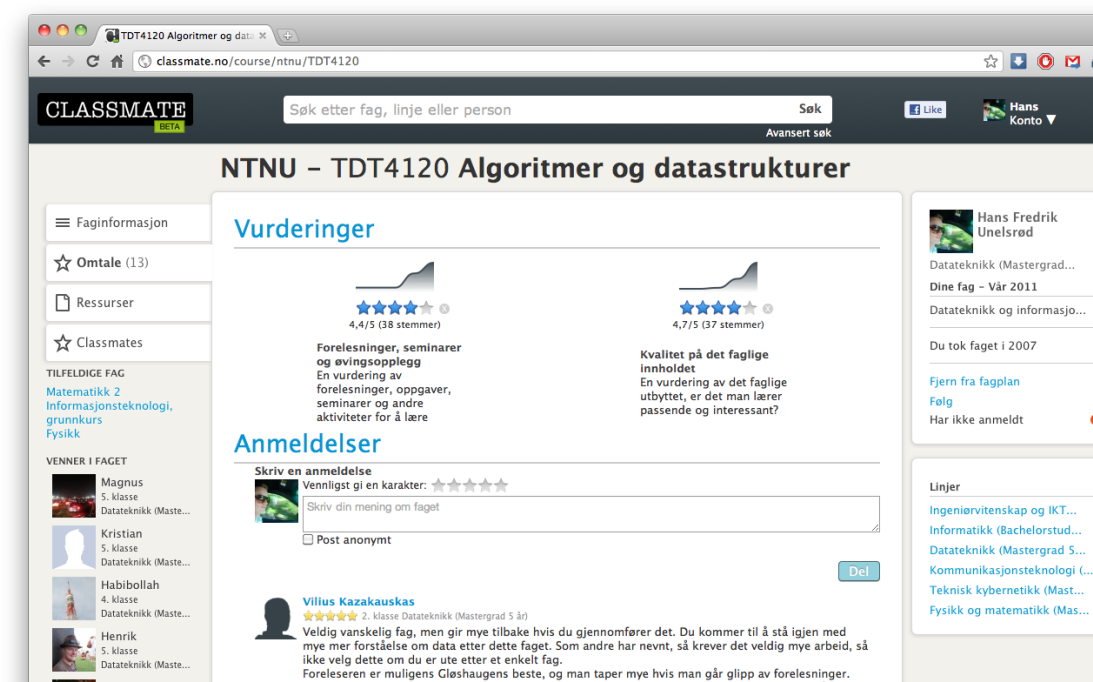 TDT4120 Algoritmer og data
classmate.no/course/ntnu/TDT4120
CLASSMATE
BETA
Søk etter fag, linje eller person
Søk
Avansert søk
Like
Hans
Konto ▼
NTNU – TDT4120 Algoritmer og datastrukturer
Faginformasjon
Omtale (13)
Ressurser
Classmates
TILFELDIGE FAG
Matematikk 2
Informasjonsteknologi,
grunnkurs
Fysikk
VENNER I FAGET
Magnus
5. klasse
Datateknikk (Maste...
Kristian
5. klasse
Datateknikk (Maste...
Habibollah
4. klasse
Datateknikk (Maste...
Henrik
5. klasse
Datateknikk (Maste...
Vurderinger
4,4/5 (38 stemmer)
Forelesninger, seminarer
og øvingsopplegg
En vurdering av
forelesninger, oppgaver,
seminarer og andre
aktiviteter for å lære
4,7/5 (37 stemmer)
Kvalitet på det faglige
innholdet
En vurdering av det faglige
utbyttet, er det man lærer
passende og interessant?
Anmeldelser
Skriv en anmeldelse
Vennligst gi en karakter:
Skriv din mening om faget
Post anonymt
Del
Vilius Kazakauskas
2. klasse Datateknikk (Mastergrad 5 år)
Veldig vanskelig fag, men gir mye tilbake hvis du gjennomfører det. Du kommer til å stå igjen med
mye mer forståelse om data etter dette faget. Som andre har nevnt, så krever det veldig mye arbeid, så
ikke velg dette om du er ute etter et enkelt fag.
Foreleseren er muligens Gløshaugens beste, og man taper mye hvis man går glipp av forelesninger.
Hans Fredrik
Unelsrød
Datateknikk (Mastergrad...
Dine fag – Vår 2011
Datateknikk og informasjo...
Du tok faget i 2007
Fjern fra fagplan
Følg
Har ikke anmeldt
Linjer
Ingeniørvitenskap og IKT...
Informatikk (Bachelorstud...
Datateknikk (Mastergrad 5...
Kommunikasjonsteknologi (...
Teknisk kybernetikk (Mast...
Fysikk og matematikk (Mas...